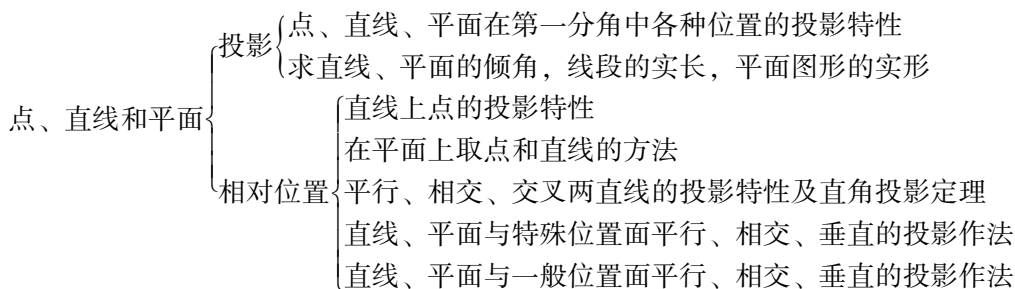 点、直线和平面
投影
点、直线、平面在第一分角中各种位置的投影特性
求直线、平面的倾角，线段的实长，平面图形的实形
相对位置
直线上点的投影特性
在平面上取点和直线的方法
平行、相交、交叉两直线的投影特性及直角投影定理
直线、平面与特殊位置面平行、相交、垂直的投影作法
直线、平面与一般位置面平行、相交、垂直的投影作法